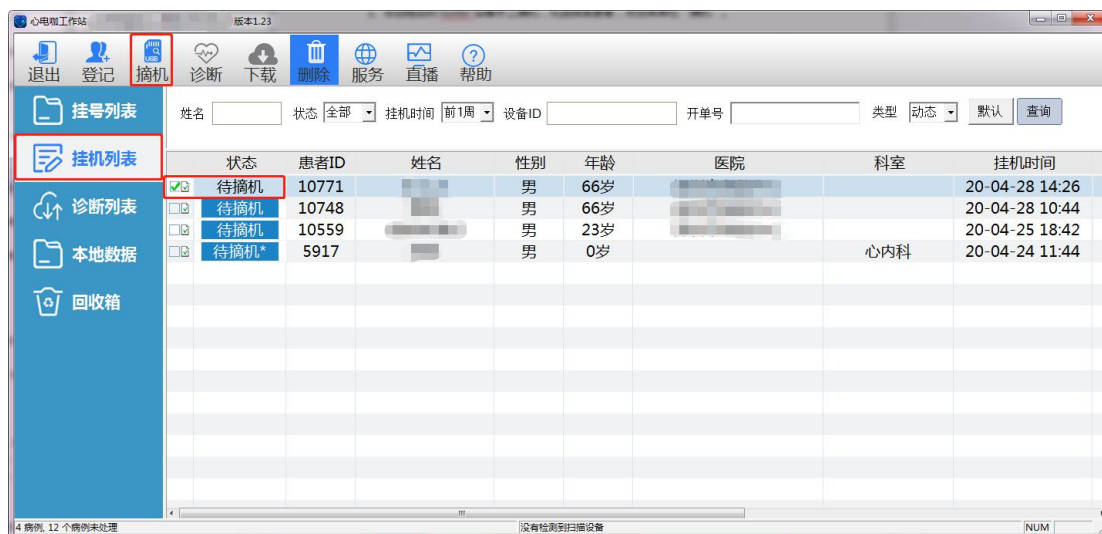 心电咖工作站 版本1.23
退出 登记 摘机 诊断 下载 删除 服务 直播 帮助
USB
挂号列表
挂机列表
诊断列表
本地数据
回收箱
姓名 状态 全部 挂机时间 前1周 设备ID 开单号 类型 动态 默认 查询
状态 患者ID 姓名 性别 年龄 医院 科室 挂机时间
待摘机 10771 男 66岁 20-04-28 14:26
待摘机 10748 男 66岁 20-04-28 10:44
待摘机 10559 男 23岁 20-04-25 18:42
待摘机* 5917 男 0岁 心内科 20-04-24 11:44
4 病例, 12 个病例未处理 没有检测到扫描设备 NUM